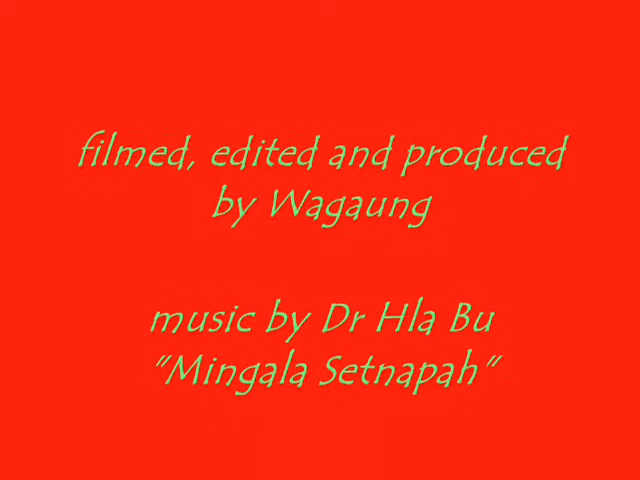 filmed, edited and produced
by Wagaung
music by Dr Hla Bu
"Mingala Setnapah"